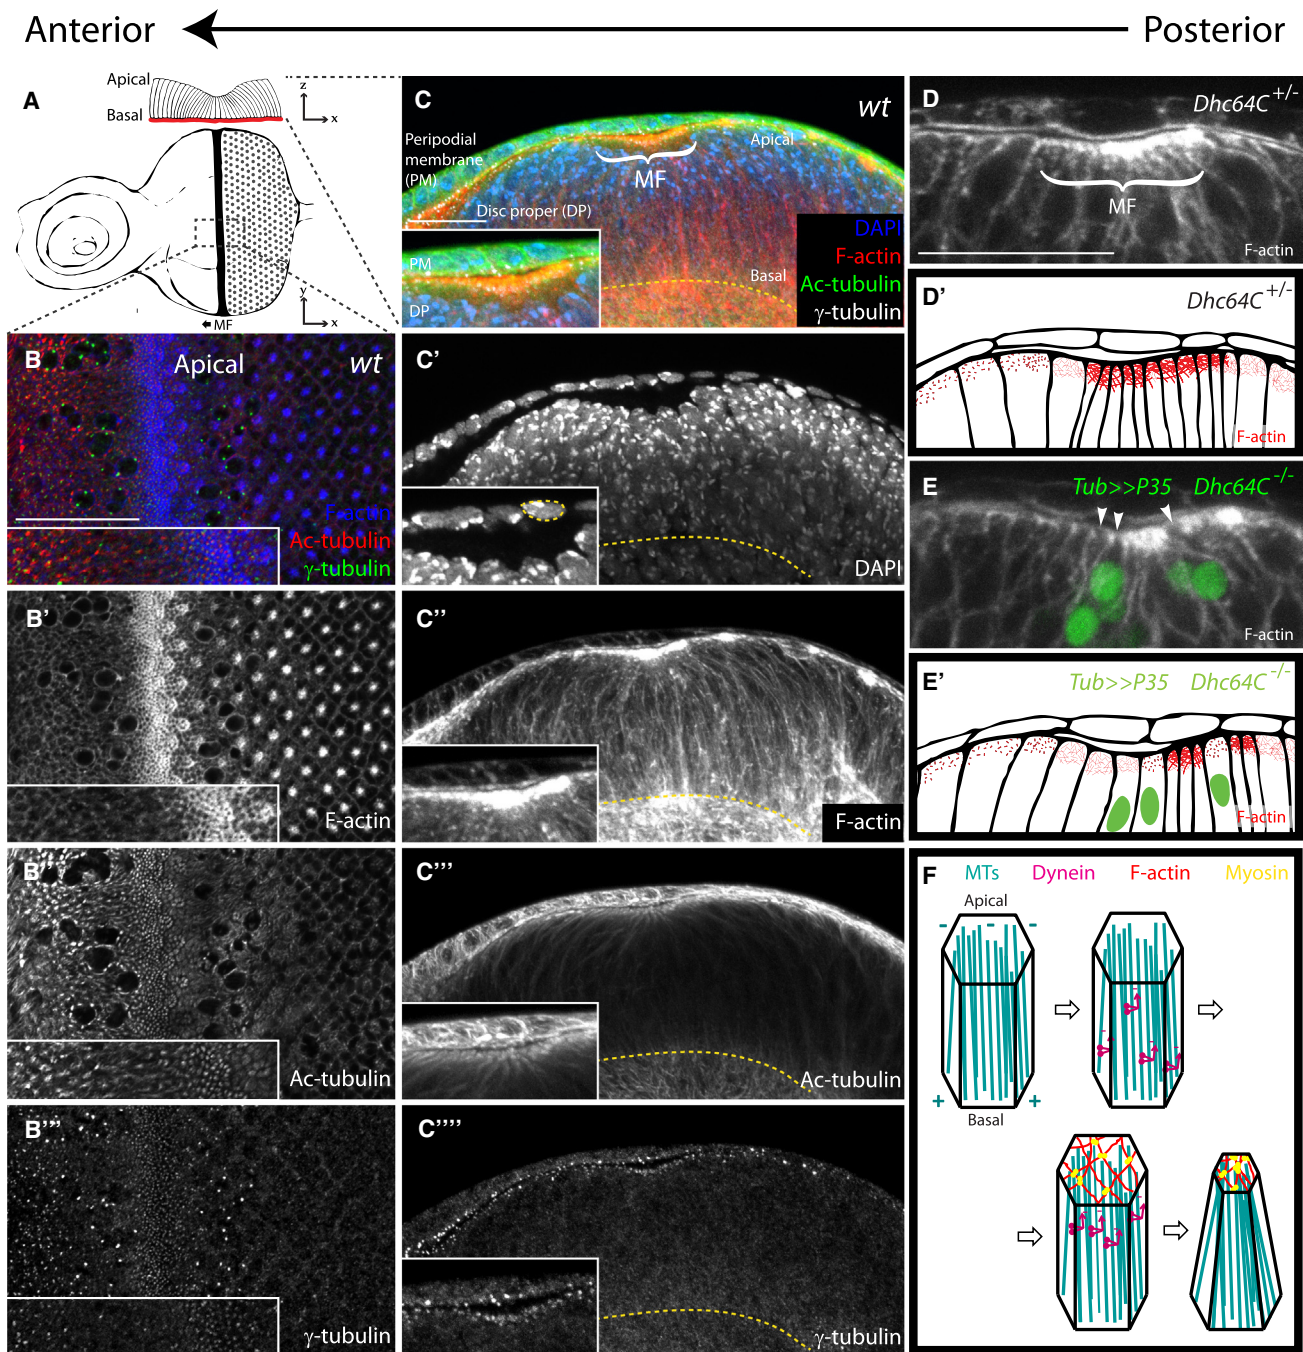 Anterior
Posterior
A
Apical
Basal
z
x
y
x
MF
B
Apical
wt
F-actin
Ac-tubulin
γ-tubulin
B'
F-actin
B''
Ac-tubulin
B'''
γ-tubulin
C
wt
Peripodial
membrane
(PM)
Apical
MF
Disc proper (DP)
PM
DP
Basal
DAPI
F-actin
Ac-tubulin
γ-tubulin
C'
DAPI
C''
F-actin
C'''
Ac-tubulin
C''''
γ-tubulin
D
Dhc64C+/-
MF
F-actin
D'
Dhc64C+/-
F-actin
E
Tub>>P35 Dhc64C-/-
F-actin
E'
Tub>>P35 Dhc64C-/-
F-actin
F
MTs Dynein F-actin Myosin
Apical
- - -
+ +
Basal